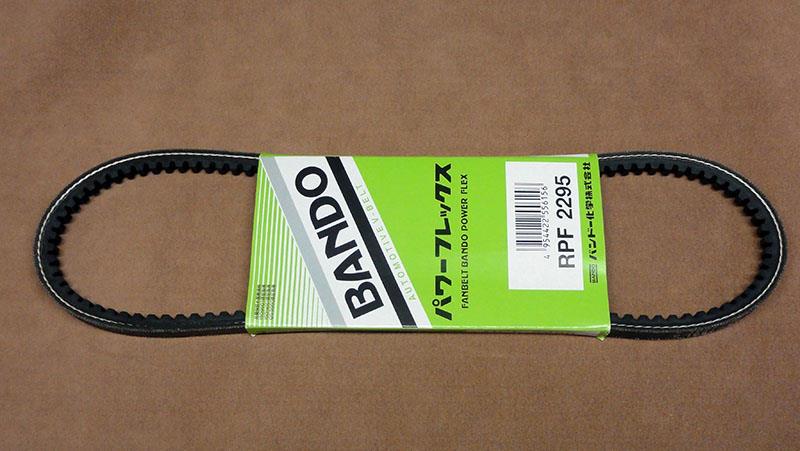 BANDO
AUTOMOTIVE V-BELT
パワーフレックス
FANBELT BANDO POWER FLEX
4 954422 556156
RPF 2295
BANDO バンドー化学株式会社